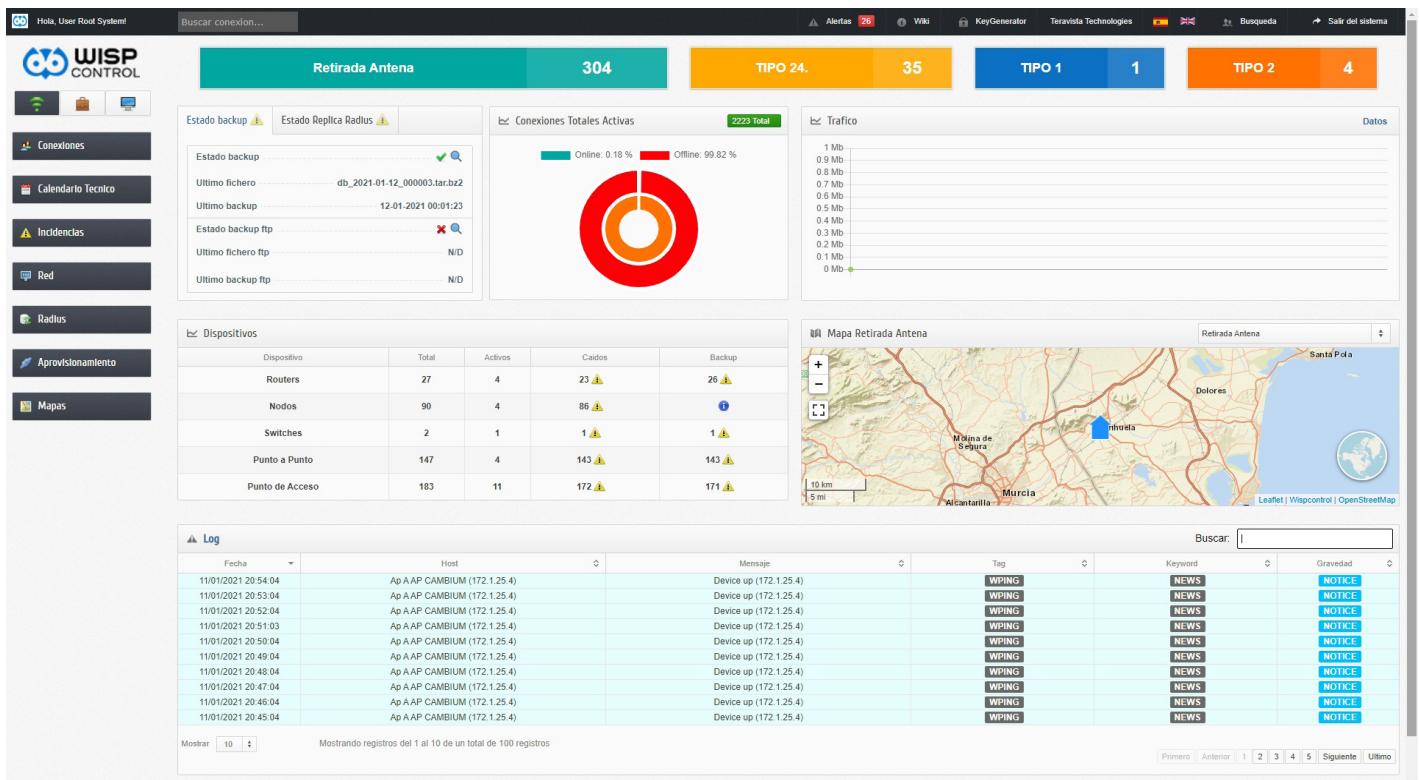 Hola, User Root System!
Buscar conexion...
Alertas 26 Wiki KeyGenerator Teravista Technologies Busqueda Salir del sistema
WISP
CONTROL
Retirada Antena 304 TIPO 24. 35 TIPO 1 1 TIPO 2 4
Conexiones
Calendario Tecnico
Incidencias
Red
Radius
Aprovisionamiento
Mapas
Estado backup Estado Replica Radius
Estado backup
Ultimo fichero db_2021-01-12_000003.tar.bz2
Ultimo backup 12-01-2021 00:01:23
Estado backup ftp
Ultimo fichero ftp N/D
Ultimo backup ftp N/D
Conexiones Totales Activas 2223 Total
Online: 0.18 % Offline: 99.82 %
Trafico Datos
1 Mb
0.9 Mb
0.8 Mb
0.7 Mb
0.6 Mb
0.5 Mb
0.4 Mb
0.3 Mb
0.2 Mb
0.1 Mb
0 Mb
Dispositivos
Dispositivo Total Activos Caidos Backup
Routers 27 4 23 26
Nodos 90 4 86
Switches 2 1 1 1
Punto a Punto 147 4 143 143
Punto de Acceso 183 11 172 171
Mapa Retirada Antena Retirada Antena
+
−
Santa Pola
Dolores
nhuela
Molina de
Segura
Murcia
Alcantarilla
10 km
5 mi
Leaflet | Wispcontrol | OpenStreetMap
Log Buscar:
Fecha Host Mensaje Tag Keyword Gravedad
11/01/2021 20:54:04 Ap A AP CAMBIUM (172.1.25.4) Device up (172.1.25.4) WPING NEWS NOTICE
11/01/2021 20:53:04 Ap A AP CAMBIUM (172.1.25.4) Device up (172.1.25.4) WPING NEWS NOTICE
11/01/2021 20:52:04 Ap A AP CAMBIUM (172.1.25.4) Device up (172.1.25.4) WPING NEWS NOTICE
11/01/2021 20:51:03 Ap A AP CAMBIUM (172.1.25.4) Device up (172.1.25.4) WPING NEWS NOTICE
11/01/2021 20:50:04 Ap A AP CAMBIUM (172.1.25.4) Device up (172.1.25.4) WPING NEWS NOTICE
11/01/2021 20:49:04 Ap A AP CAMBIUM (172.1.25.4) Device up (172.1.25.4) WPING NEWS NOTICE
11/01/2021 20:48:04 Ap A AP CAMBIUM (172.1.25.4) Device up (172.1.25.4) WPING NEWS NOTICE
11/01/2021 20:47:04 Ap A AP CAMBIUM (172.1.25.4) Device up (172.1.25.4) WPING NEWS NOTICE
11/01/2021 20:46:04 Ap A AP CAMBIUM (172.1.25.4) Device up (172.1.25.4) WPING NEWS NOTICE
11/01/2021 20:45:04 Ap A AP CAMBIUM (172.1.25.4) Device up (172.1.25.4) WPING NEWS NOTICE
Mostrar 10 Mostrando registros del 1 al 10 de un total de 100 registros
Primero Anterior 1 2 3 4 5 Siguiente Ultimo